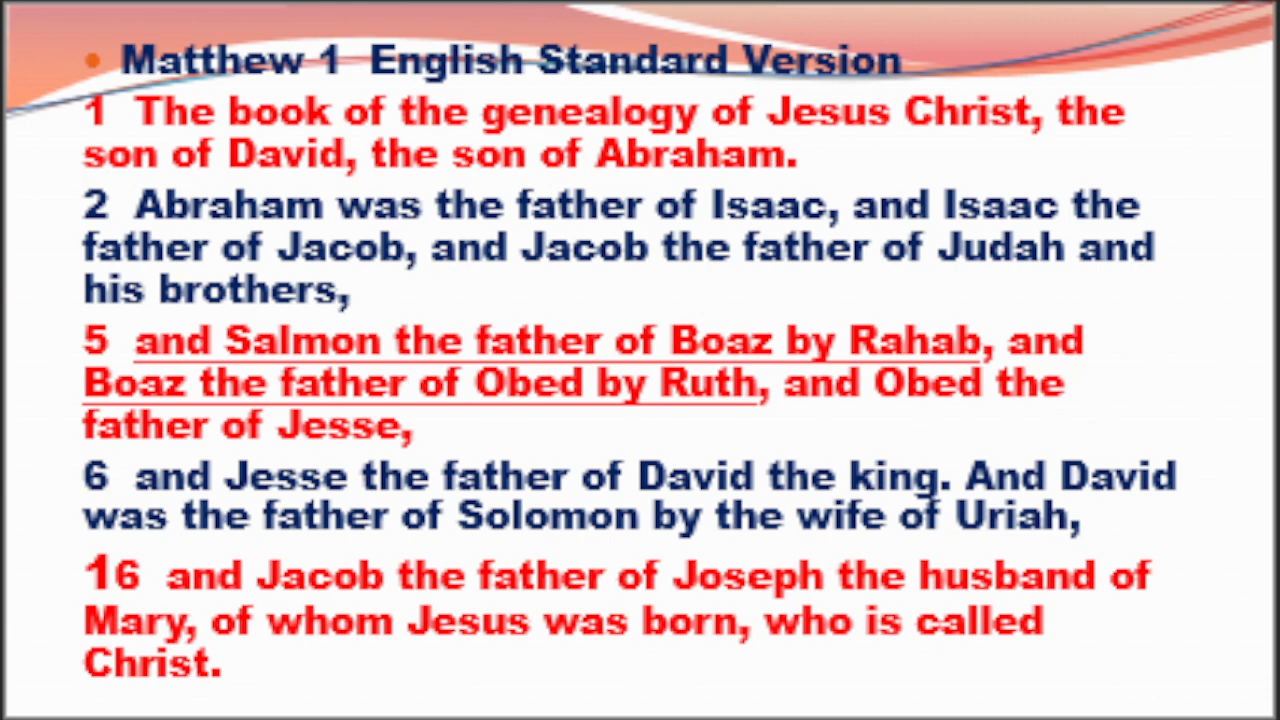 • Matthew 1 English Standard Version
1 The book of the genealogy of Jesus Christ, the
son of David, the son of Abraham.
2 Abraham was the father of Isaac, and Isaac the
father of Jacob, and Jacob the father of Judah and
his brothers,
5 and Salmon the father of Boaz by Rahab, and
Boaz the father of Obed by Ruth, and Obed the
father of Jesse,
6 and Jesse the father of David the king. And David
was the father of Solomon by the wife of Uriah,
16 and Jacob the father of Joseph the husband of
Mary, of whom Jesus was born, who is called
Christ.